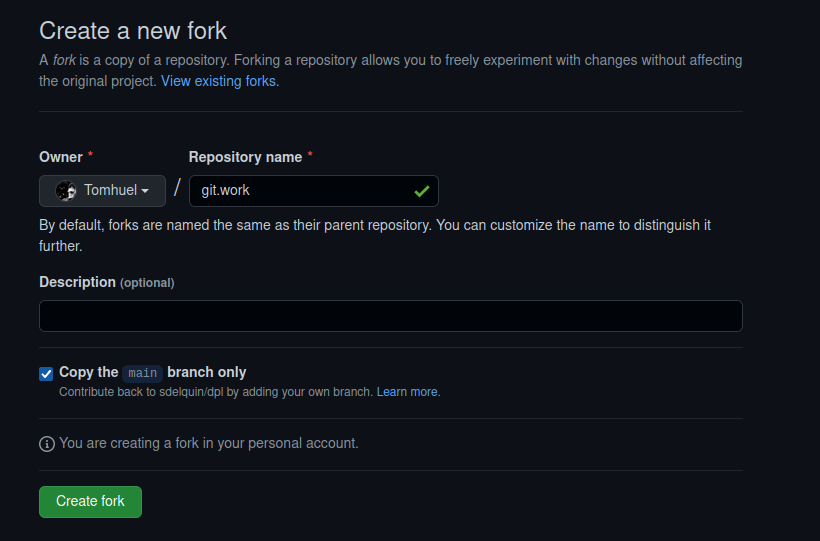 Create a new fork
A fork is a copy of a repository. Forking a repository allows you to freely experiment with changes without affecting
the original project. View existing forks.
Owner * Repository name *
Tomhuel / git.work
By default, forks are named the same as their parent repository. You can customize the name to distinguish it
further.
Description (optional)
Copy the main branch only
Contribute back to sdelquin/dpl by adding your own branch. Learn more.
You are creating a fork in your personal account.
Create fork